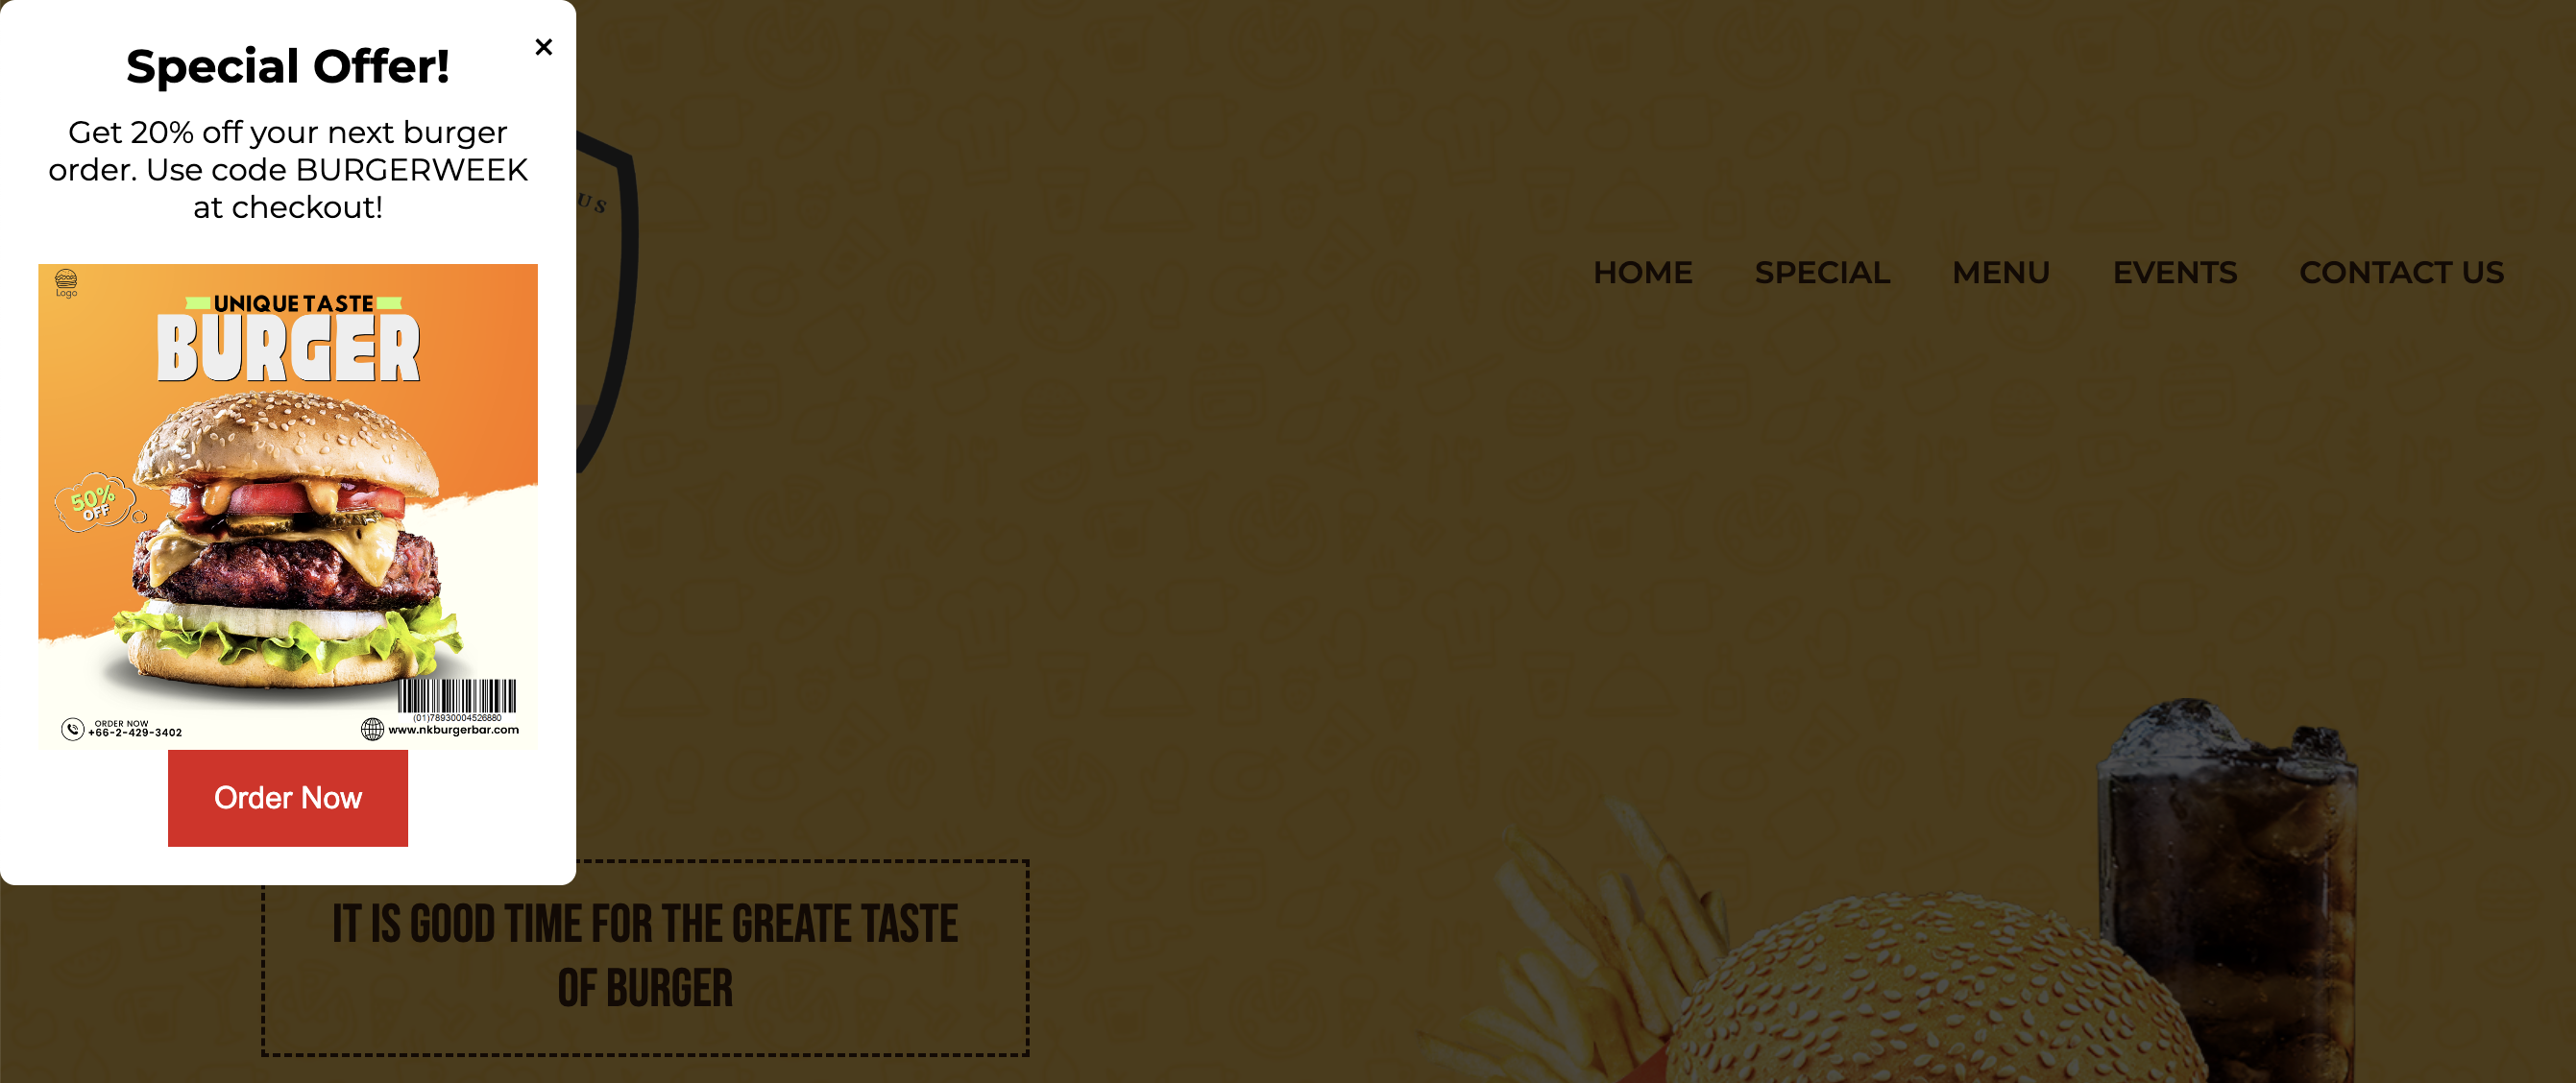 Special Offer!
×
Get 20% off your next burger
order. Use code BURGERWEEK
at checkout!
Logo
UNIQUE TASTE
BURGER
50%
OFF
(01)78930004526880
ORDER NOW
+66-2-429-3402
www.nkburgerbar.com
Order Now
US
HOME SPECIAL MENU EVENTS CONTACT US
IT IS GOOD TIME FOR THE GREATE TASTE
OF BURGER